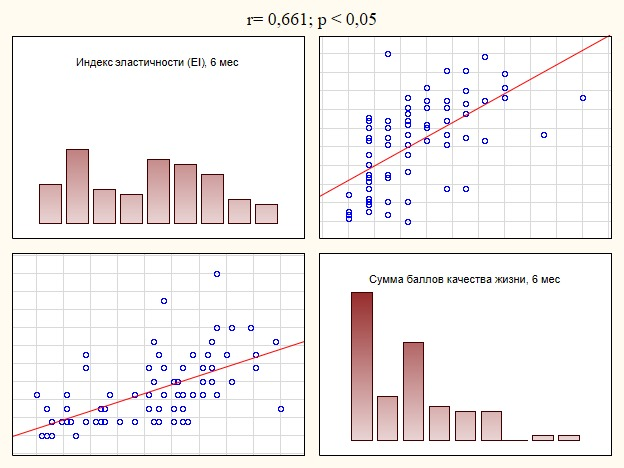 r= 0,661; p < 0,05
Индекс эластичности (EI), 6 мес
Сумма баллов качества жизни, 6 мес